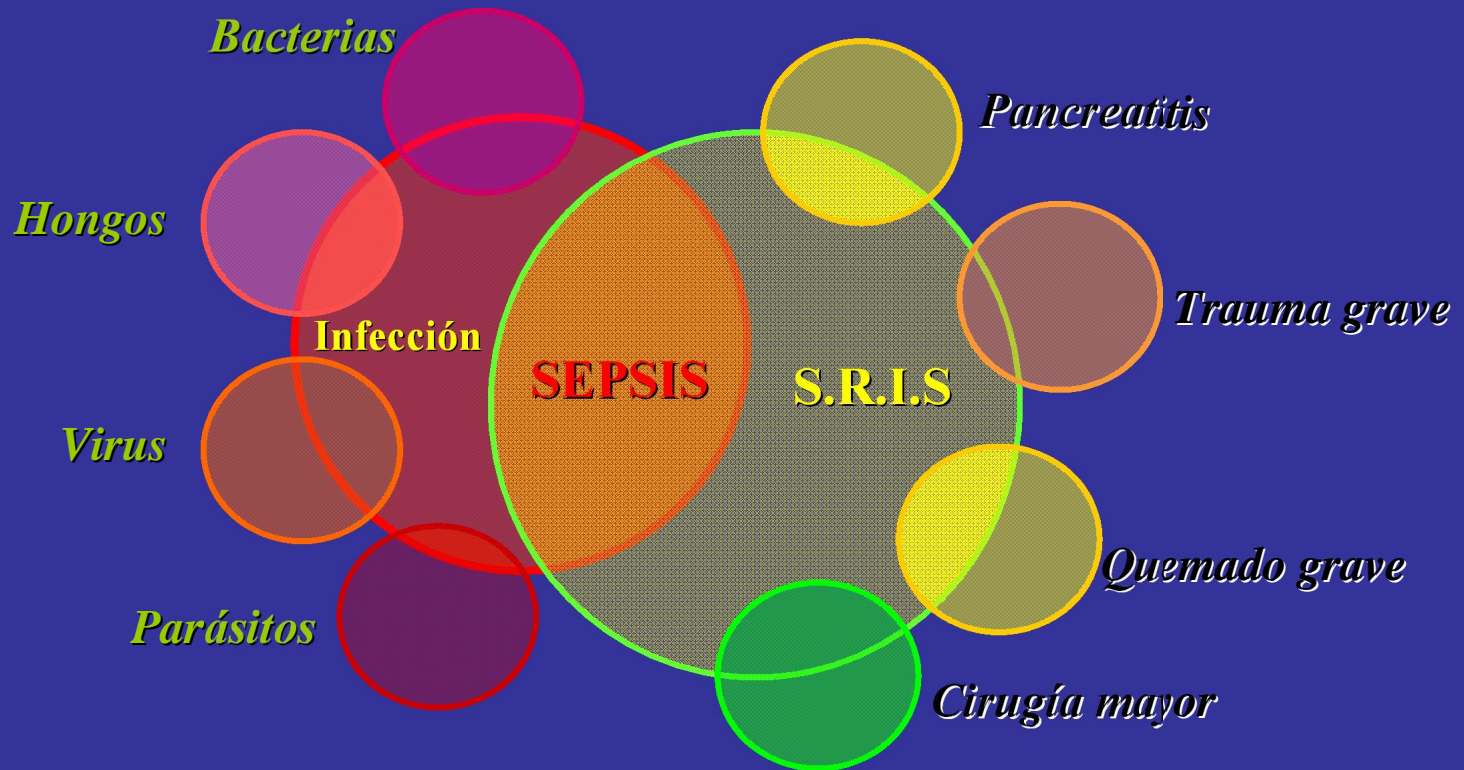 Bacterias
Pancreatitis
Hongos
Trauma grave
Infección
SEPSIS
S.R.I.S
Virus
Quemado grave
Parásitos
Cirugía mayor